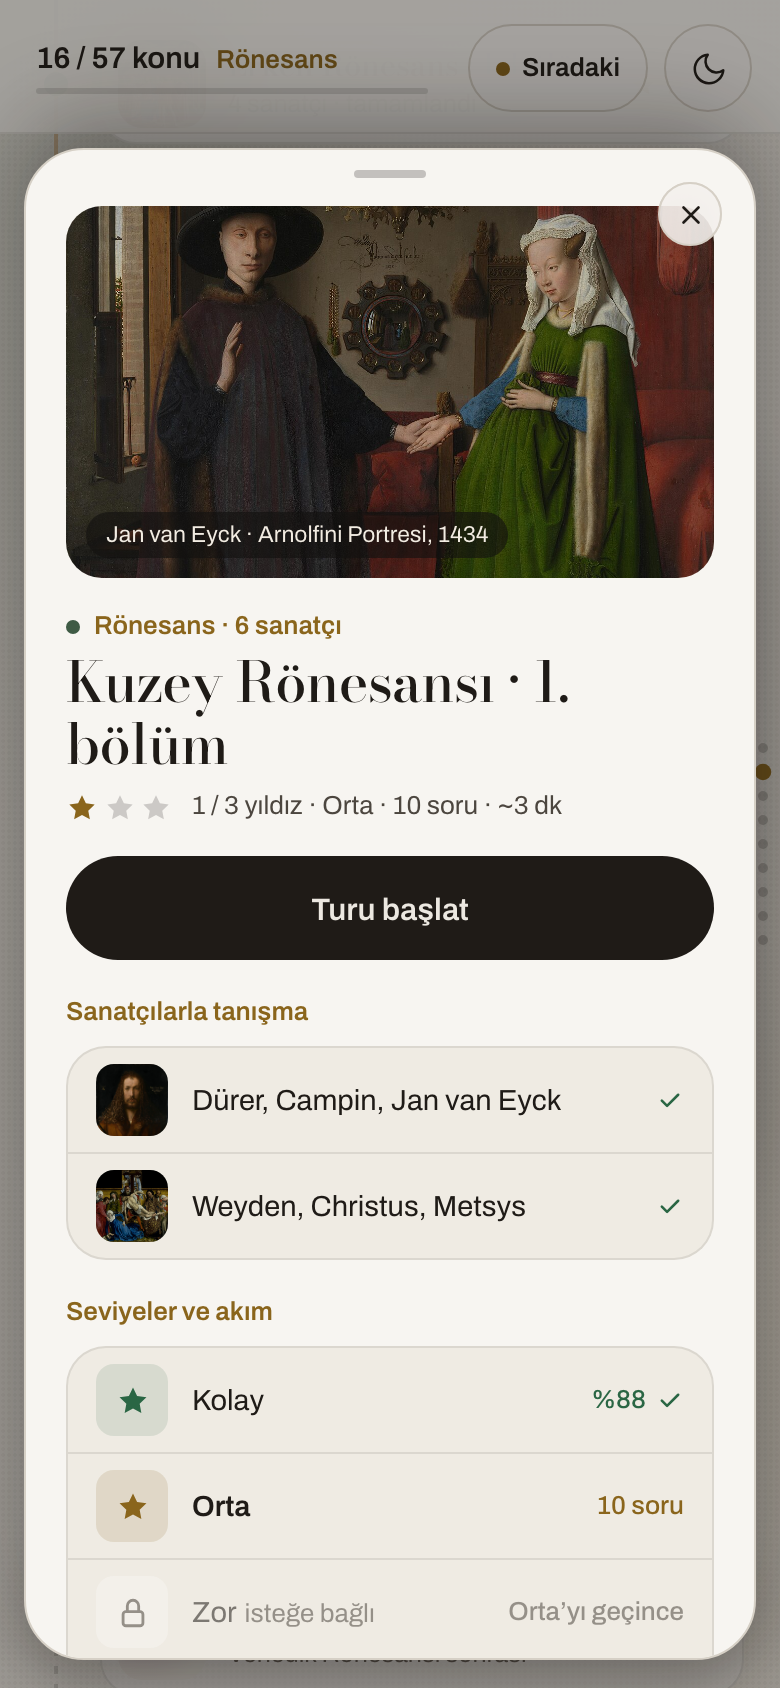 16 / 57 konu Rönesans
Sıradaki
Jan van Eyck · Arnolfini Portresi, 1434
Rönesans · 6 sanatçı
Kuzey Rönesansı · 1.
bölüm
1 / 3 yıldız · Orta · 10 soru · ~3 dk
Turu başlat
Sanatçılarla tanışma
Dürer, Campin, Jan van Eyck
Weyden, Christus, Metsys
Seviyeler ve akım
Kolay %88
Orta 10 soru
Zor isteğe bağlı Orta’yı geçince